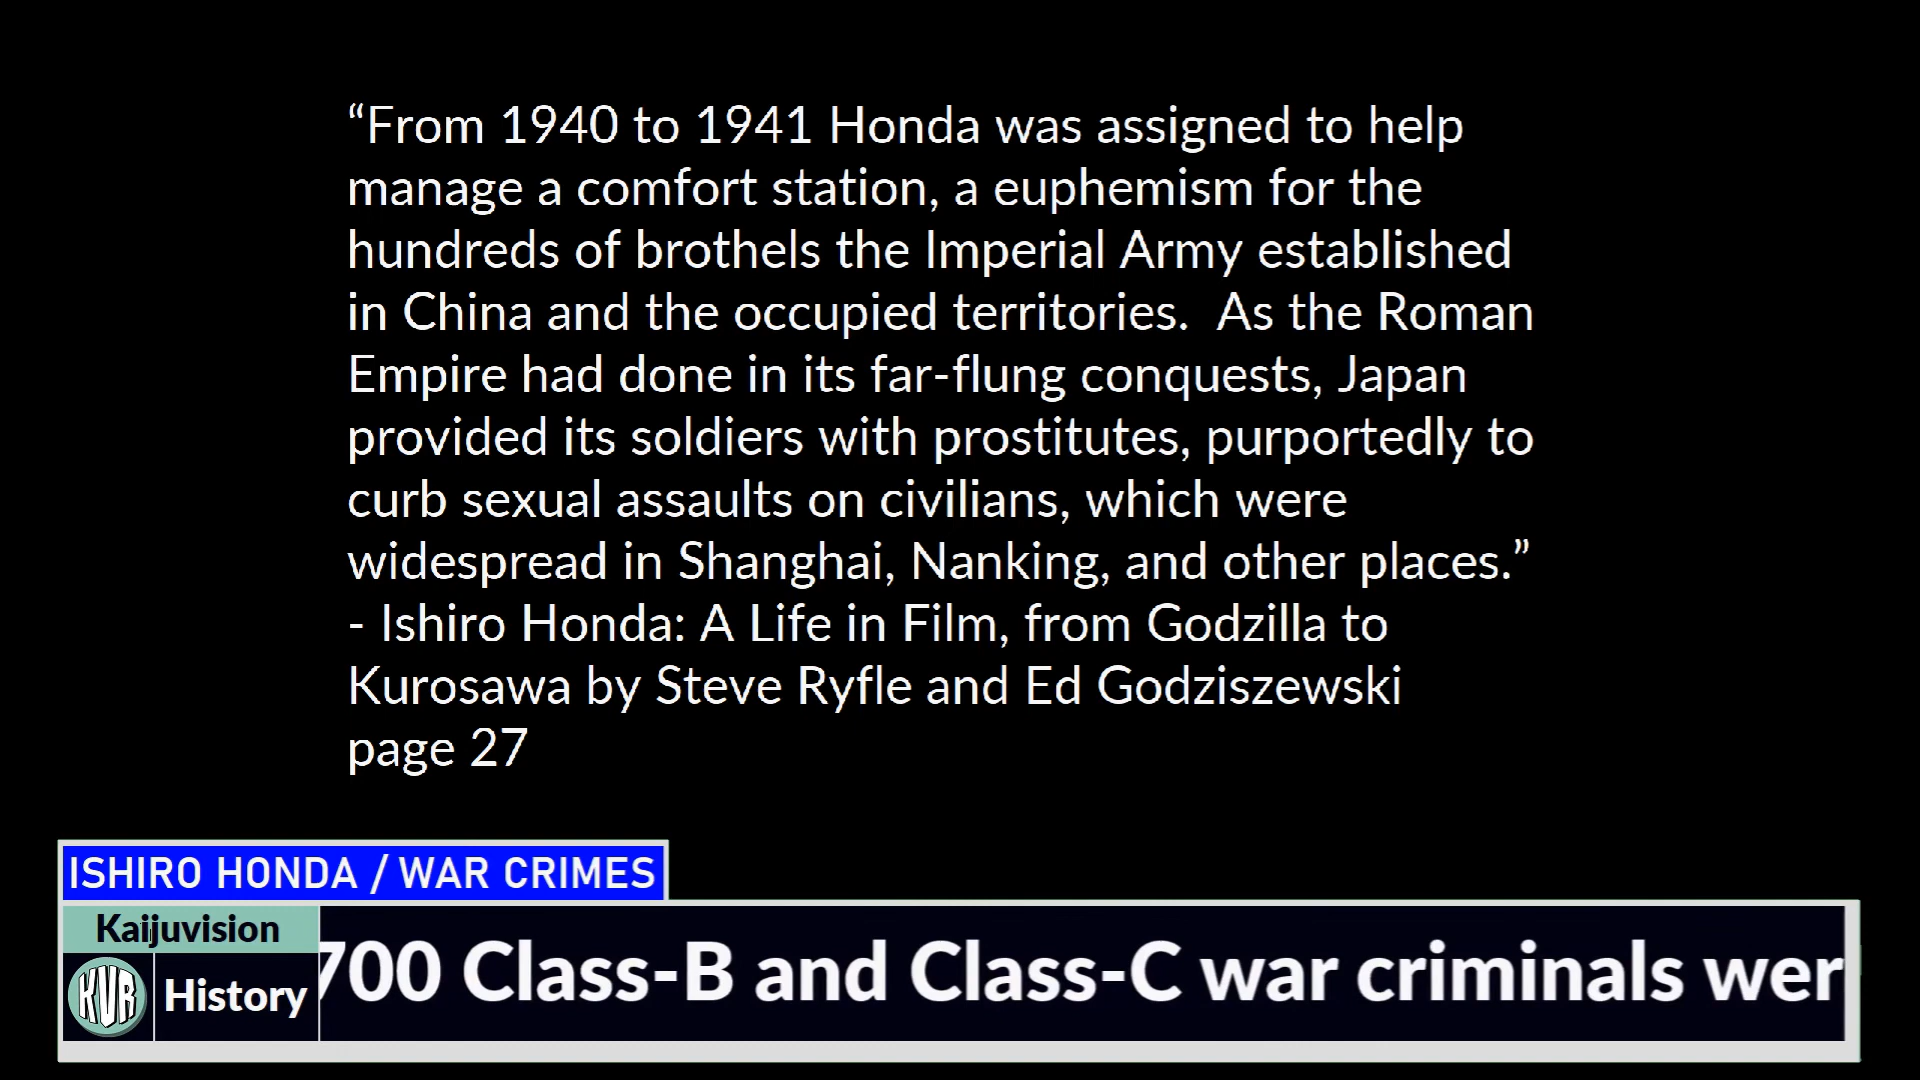 “From 1940 to 1941 Honda was assigned to help
manage a comfort station, a euphemism for the
hundreds of brothels the Imperial Army established
in China and the occupied territories.  As the Roman
Empire had done in its far-flung conquests, Japan
provided its soldiers with prostitutes, purportedly to
curb sexual assaults on civilians, which were
widespread in Shanghai, Nanking, and other places.”
- Ishiro Honda: A Life in Film, from Godzilla to
Kurosawa by Steve Ryfle and Ed Godziszewski
page 27
ISHIRO HONDA / WAR CRIMES
Kaijuvision
KVR
History
700 Class-B and Class-C war criminals wer